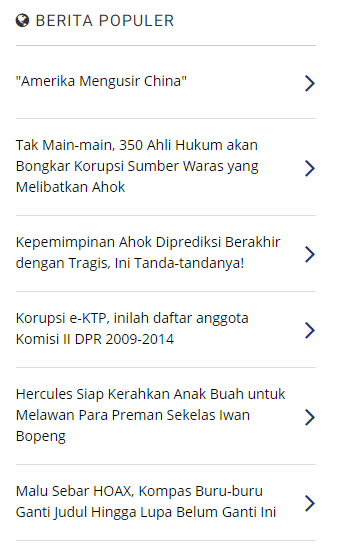 BERITA POPULER
"Amerika Mengusir China"
Tak Main-main, 350 Ahli Hukum akan
Bongkar Korupsi Sumber Waras yang
Melibatkan Ahok
Kepemimpinan Ahok Diprediksi Berakhir
dengan Tragis, Ini Tanda-tandanya!
Korupsi e-KTP, inilah daftar anggota
Komisi II DPR 2009-2014
Hercules Siap Kerahkan Anak Buah untuk
Melawan Para Preman Sekelas Iwan
Bopeng
Malu Sebar HOAX, Kompas Buru-buru
Ganti Judul Hingga Lupa Belum Ganti Ini